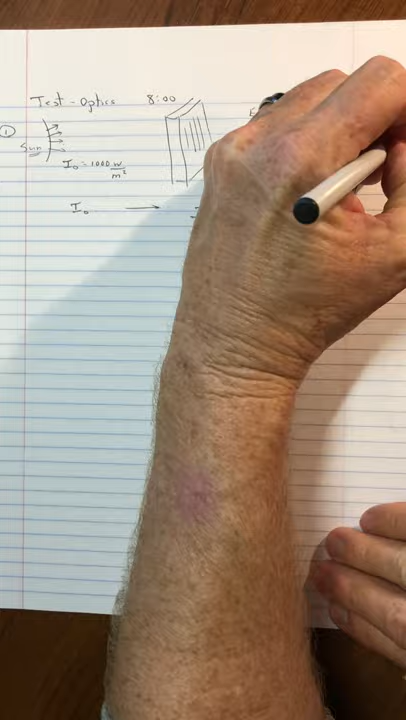 Test - Optics 8:00
①
Sun
I₀ = 1000 w/m²
I₀ →